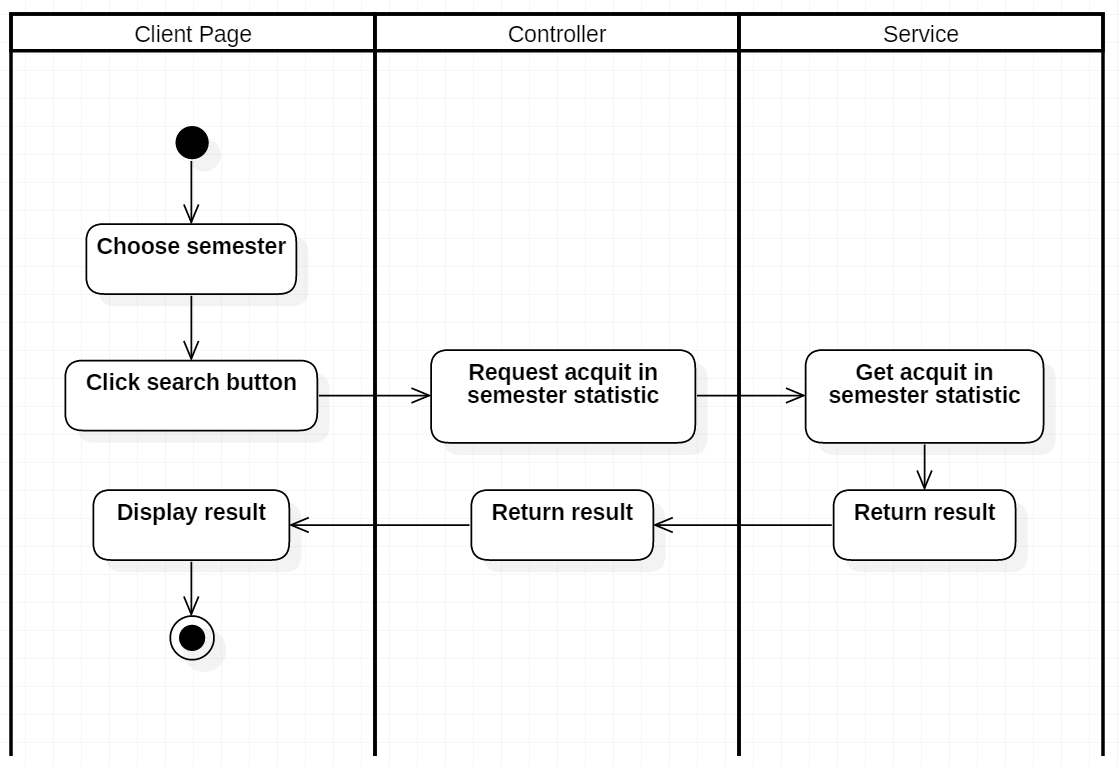 Client Page
Controller
Service
Choose semester
Click search button
Request acquit in
semester statistic
Get acquit in
semester statistic
Display result
Return result
Return result